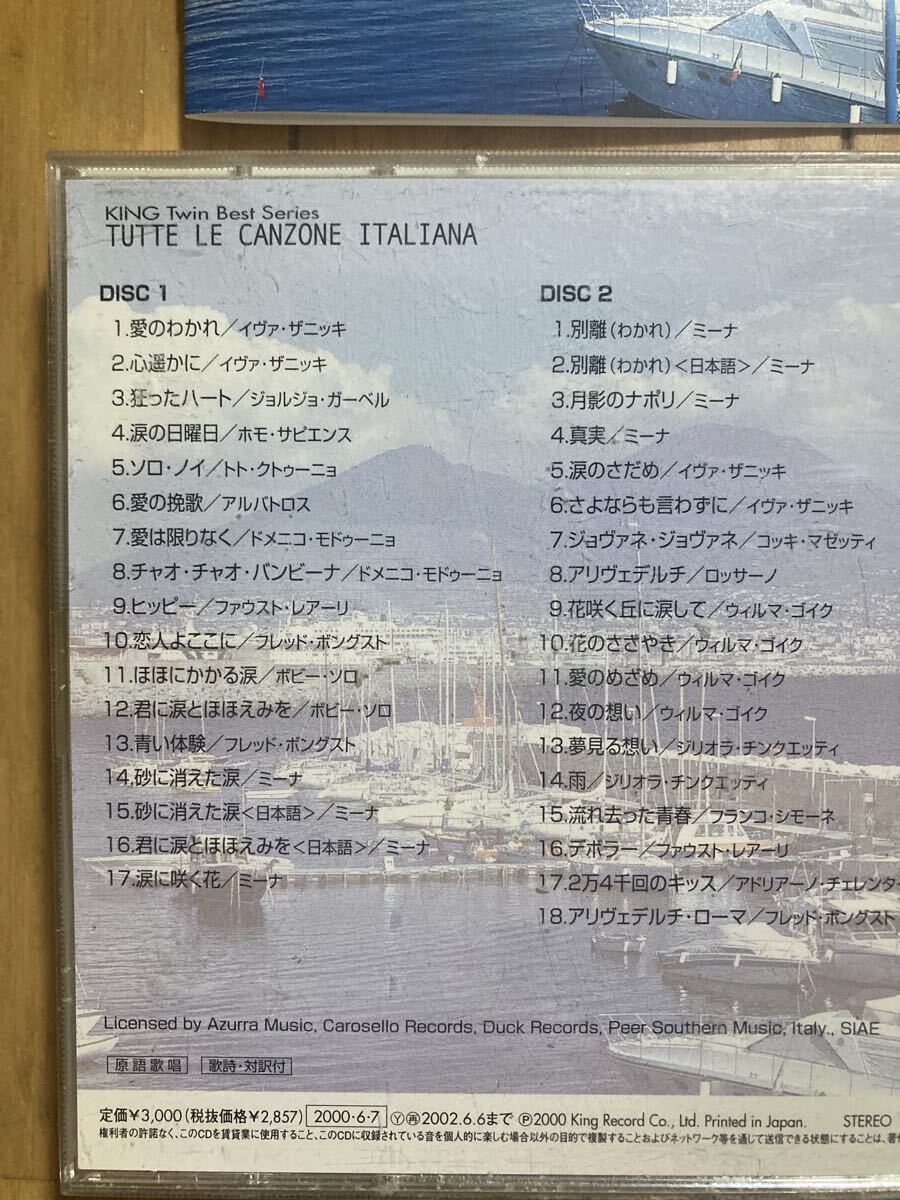 KING Twin Best Series
TUTTE LE CANZONE ITALIANA
DISC 1
1.愛のわかれ/イヴァ・ザニッキ
2.心遥かに/イヴァ・ザニッキ
3.狂ったハート/ジョルジョ・ガーベル
4.涙の日曜日/ホモ・サピエンス
5.ソロ・ノイ/トト・クトゥーニョ
6.愛の挽歌/アルバトロス
7.愛は限りなく/ドメニコ・モドゥーニョ
8.チャオ・チャオ・バンビーナ/ドメニコ・モドゥーニョ
9.ヒッピー/ファウスト・レアーリ
10.恋人よここに/フレッド・ボングスト
11.ほほにかかる涙/ボビー・ソロ
12.君に涙とほほえみを/ボビー・ソロ
13.青い体験/フレッド・ボングスト
14.砂に消えた涙/ミーナ
15.砂に消えた涙<日本語>/ミーナ
16.君に涙とほほえみを<日本語>/ミーナ
17.涙に咲く花/ミーナ
DISC 2
1.別離(わかれ)/ミーナ
2.別離(わかれ)<日本語>/ミーナ
3.月影のナポリ/ミーナ
4.真実/ミーナ
5.涙のさだめ/イヴァ・ザニッキ
6.さよならも言わずに/イヴァ・ザニッキ
7.ジョヴァネ・ジョヴァネ/コッキ・マゼッティ
8.アリヴェデルチ/ロッサーノ
9.花咲く丘に涙して/ウィルマ・ゴイク
10.花のささやき/ウィルマ・ゴイク
11.愛のめざめ/ウィルマ・ゴイク
12.夜の想い/ウィルマ・ゴイク
13.夢見る想い/ジリオラ・チンクエッティ
14.雨/ジリオラ・チンクエッティ
15.流れ去った青春/フランコ・シモーネ
16.デボラー/ファウスト・レアーリ
17.2万4千回のキッス/アドリアーノ・チェレンター
18.アリヴェデルチ・ローマ/フレッド・ボングスト
Licensed by Azurra Music, Carosello Records, Duck Records, Peer Southern Music, Italy., SIAE
原語歌唱 歌詩・対訳付
定価¥3,000(税抜価格¥2,857) 2000・6・7 Ⓨ再2002.6.6まで Ⓟ2000 King Record Co., Ltd. Printed in Japan. STEREO
権利者の許諾なく、このCDを賃貸業に使用すること、このCDに収録されている音を個人的に楽しむ場合以外の目的で複製することおよびネットワーク等を通じて送信できる状態にすることは、著